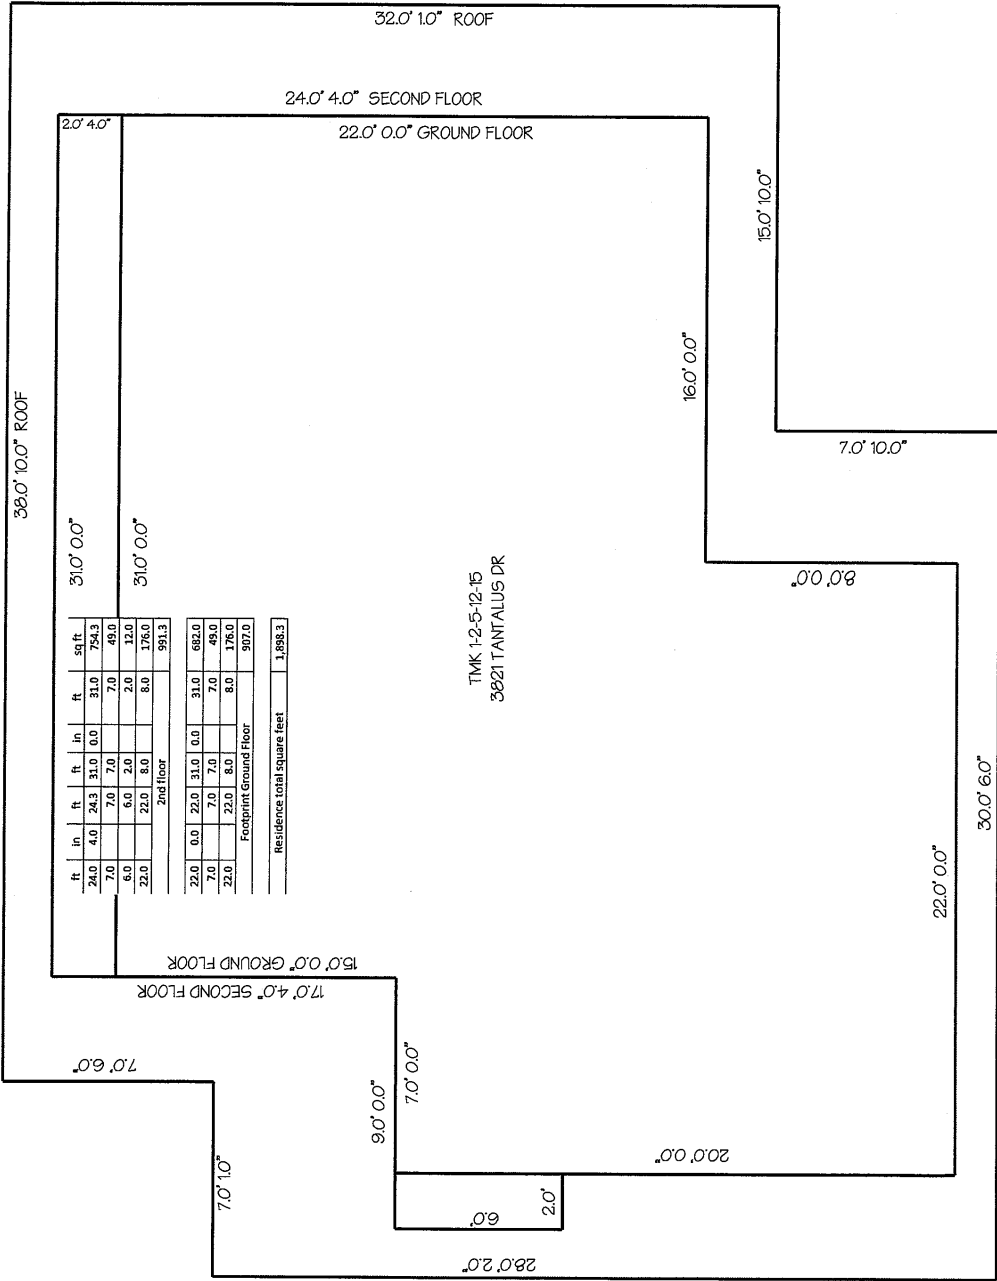 32.0' 1.0" ROOF
24.0' 4.0" SECOND FLOOR
2.0' 4.0"
22.0' 0.0" GROUND FLOOR
15.0' 10.0"
16.0' 0.0"
38.0' 10.0" ROOF
7.0' 10.0"
31.0' 0.0"
31.0' 0.0"
8.0' 0.0"
TMK 1-2-5-12-15
3821 TANTALUS DR
ft in ft ft in ft sq ft
24.0 4.0 24.3 31.0 0.0 31.0 754.3
7.0 7.0 7.0 7.0 49.0
6.0 6.0 2.0 2.0 12.0
22.0 22.0 8.0 8.0 176.0
2nd floor 991.3
22.0 0.0 22.0 31.0 0.0 31.0 682.0
7.0 7.0 7.0 7.0 49.0
22.0 22.0 8.0 8.0 176.0
Footprint Ground Floor 907.0
Residence total square feet 1,898.3
30.0' 6.0"
22.0' 0.0"
15.0' 0.0" GROUND FLOOR
17.0' 4.0" SECOND FLOOR
7.0' 6.0"
9.0' 0.0"
7.0' 0.0"
20.0' 0.0"
7.0' 1.0"
2.0'
6.0'
28.0' 2.0"